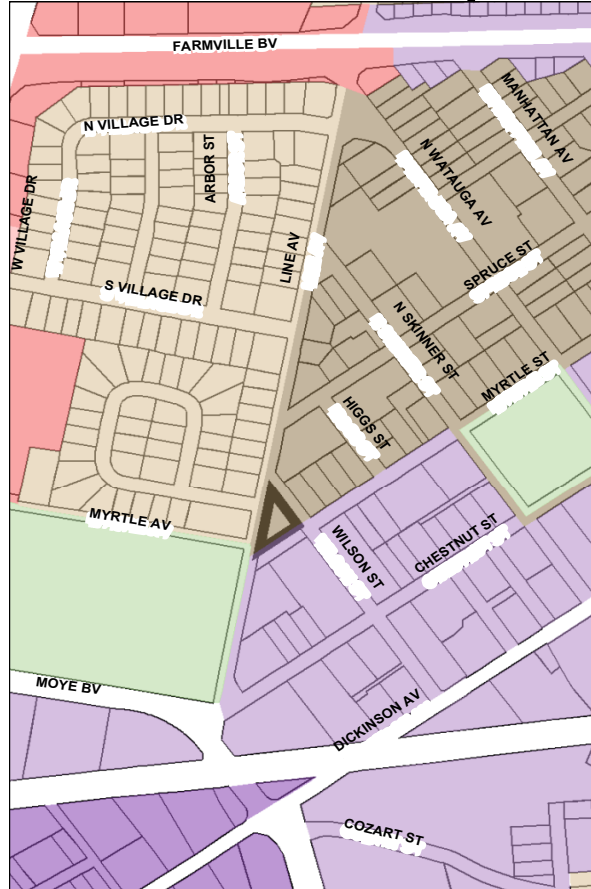 FARMVILLE BV
MANHATTAN AV
N VILLAGE DR
ARBOR ST
N WATAUGA AV
W VILLAGE DR
LINE AV
SPRUCE ST
S VILLAGE DR
N SKINNER ST
MYRTLE ST
HIGGS ST
MYRTLE AV
WILSON ST
CHESTNUT ST
MOYE BV
DICKINSON AV
COZART ST